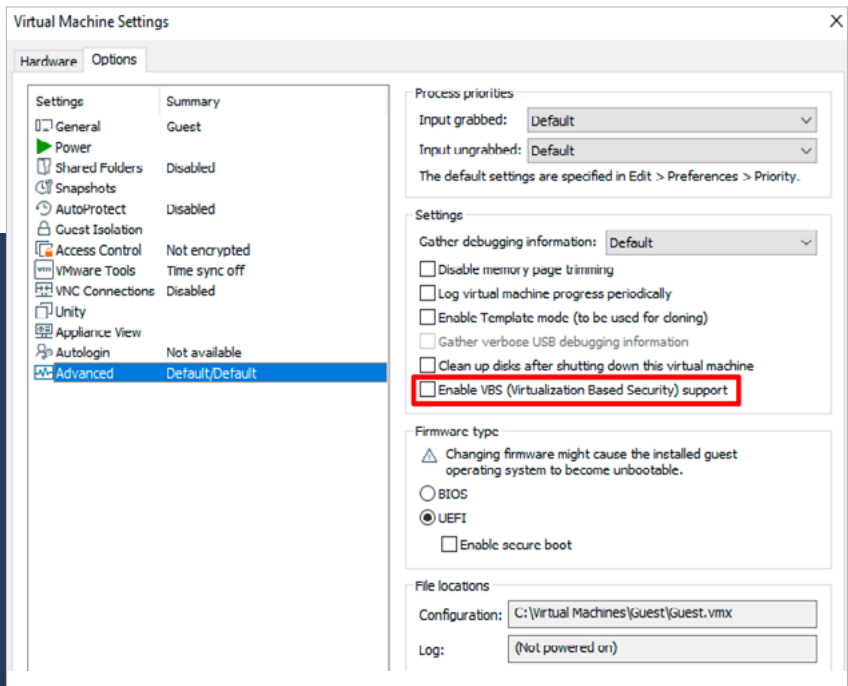 Virtual Machine Settings
Hardware Options
Settings Summary
General Guest
Power
Shared Folders Disabled
Snapshots
AutoProtect Disabled
Guest Isolation
Access Control Not encrypted
VMware Tools Time sync off
VNC Connections Disabled
Unity
Appliance View
Autologin Not available
Advanced Default/Default
Process priorities
Input grabbed: Default
Input ungrabbed: Default
The default settings are specified in Edit > Preferences > Priority.
Settings
Gather debugging information: Default
Disable memory page trimming
Log virtual machine progress periodically
Enable Template mode (to be used for cloning)
Gather verbose USB debugging information
Clean up disks after shutting down this virtual machine
Enable VBS (Virtualization Based Security) support
Firmware type
Changing firmware might cause the installed guest
operating system to become unbootable.
BIOS
UEFI
Enable secure boot
File locations
Configuration: C:\Virtual Machines\Guest\Guest.vmx
Log: (Not powered on)